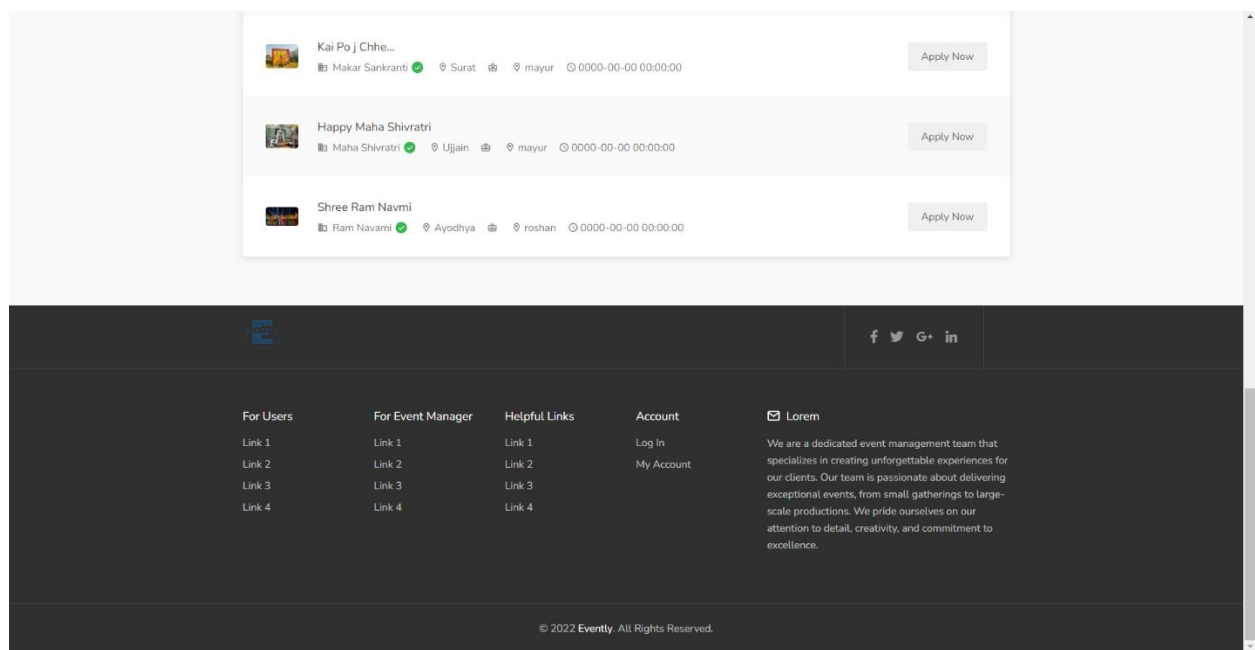 Kai Po j Chhe...
Makar Sankranti Surat mayur 0000-00-00 00:00:00
Apply Now
Happy Maha Shivratri
Maha Shivratri Ujjain mayur 0000-00-00 00:00:00
Apply Now
Shree Ram Navmi
Ram Navami Ayodhya roshan 0000-00-00 00:00:00
Apply Now
For Users
Link 1
Link 2
Link 3
Link 4
For Event Manager
Link 1
Link 2
Link 3
Link 4
Helpful Links
Link 1
Link 2
Link 3
Link 4
Account
Log In
My Account
Lorem
We are a dedicated event management team that
specializes in creating unforgettable experiences for
our clients. Our team is passionate about delivering
exceptional events, from small gatherings to large-
scale productions. We pride ourselves on our
attention to detail, creativity, and commitment to
excellence.
© 2022 Evently. All Rights Reserved.